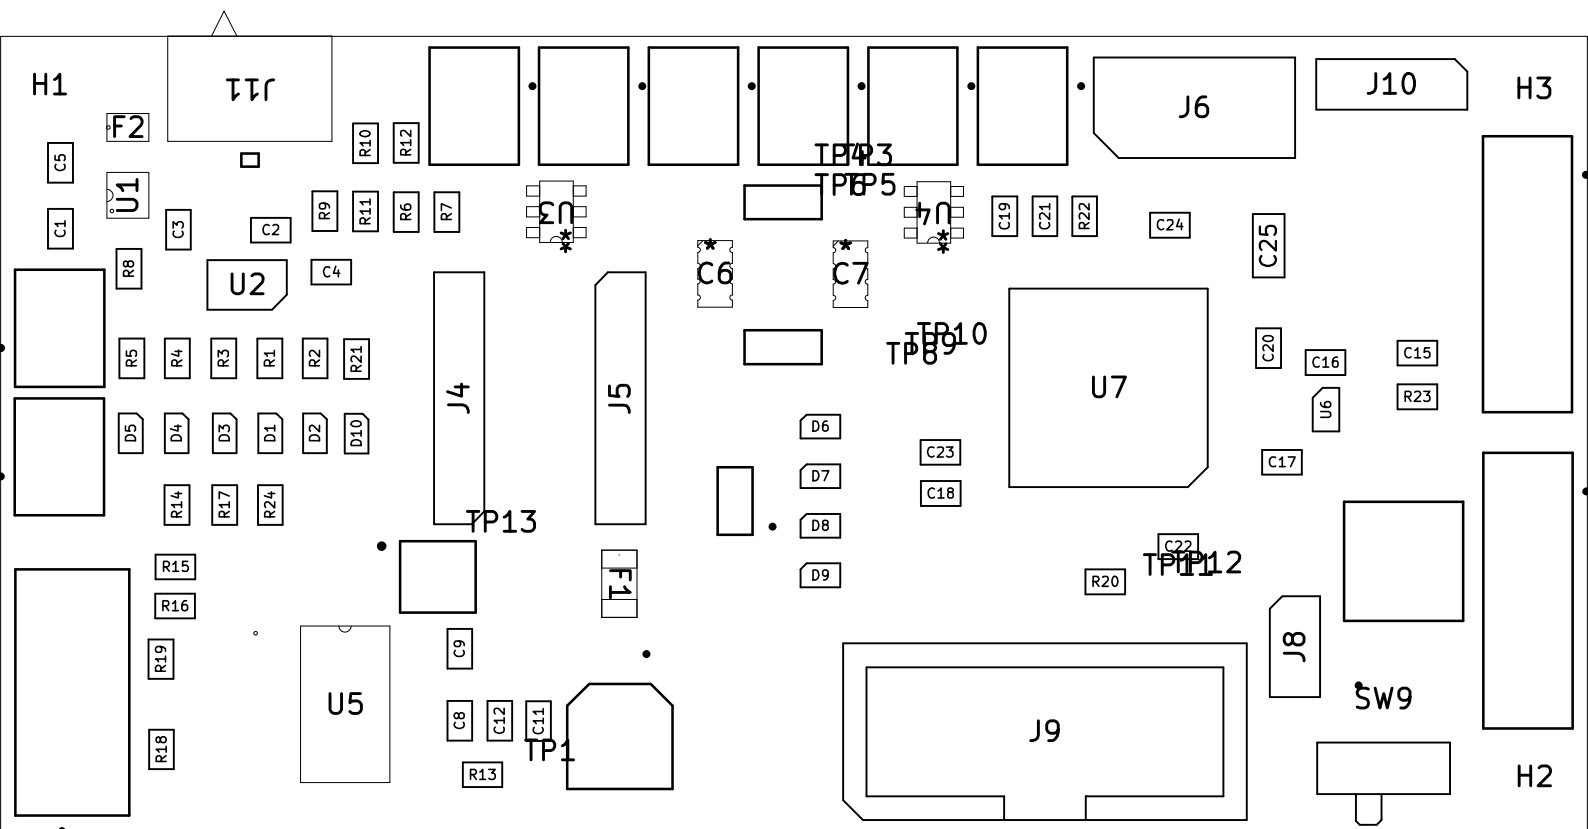 H1
J11
J6
J10
H3
F2
R10
R12
C5
TP4
TP3
TP6
TP5
U1
R9
R11
R6
R7
U3
*
*
U4
*
*
C19
C21
R22
C24
C25
C1
C3
C2
R8
C4
U2
*
C6
*
C7
TP10
TP9
TP8
R5
R4
R3
R1
R2
R21
J4
J5
U7
C20
C16
C15
R23
U6
D5
D4
D3
D1
D2
D10
D6
C23
C17
D7
C18
R14
R17
R24
TP13
D8
C22
TP11
TP12
R15
F1
D9
R20
R16
R19
C9
J8
U5
SW9
C8
C12
C11
J9
R18
TP1
R13
H2